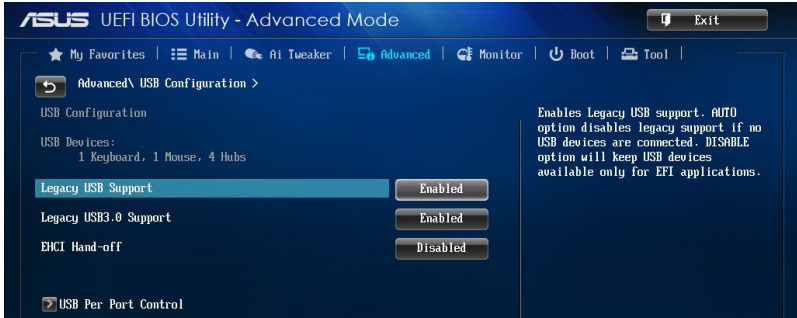 ASUS UEFI BIOS Utility - Advanced Mode
Exit
My Favorites | Main | Ai Tweaker | Advanced | Monitor | Boot | Tool |
Advanced\ USB Configuration >
USB Configuration
USB Devices:
1 Keyboard, 1 Mouse, 4 Hubs
Legacy USB Support Enabled
Legacy USB3.0 Support Enabled
EHCI Hand-off Disabled
USB Per Port Control
Enables Legacy USB support. AUTO
option disables legacy support if no
USB devices are connected. DISABLE
option will keep USB devices
available only for EFI applications.